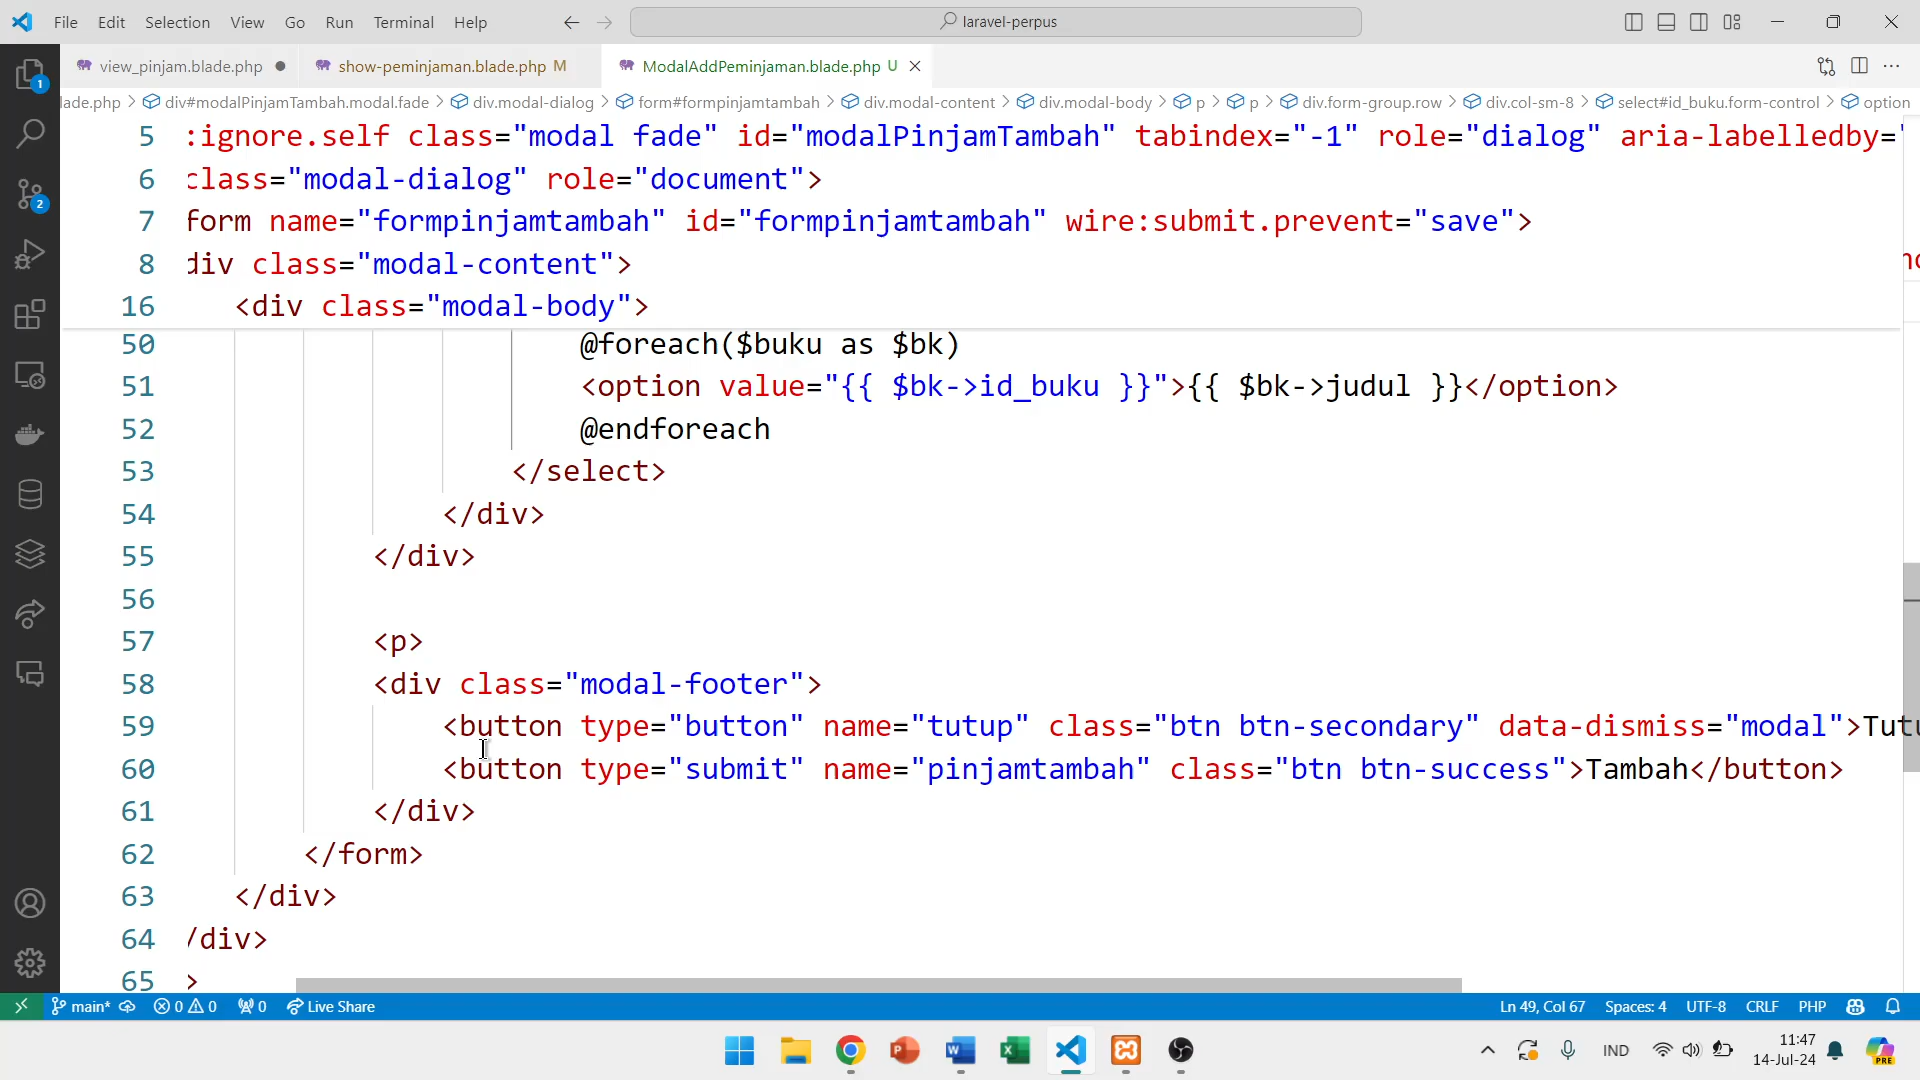 File Edit Selection View Go Run Terminal Help laravel-perpus
view_pinjam.blade.php show-peminjaman.blade.php M ModalAddPeminjaman.blade.php U
lade.php > div#modalPinjamTambah.modal.fade > div.modal-dialog > form#formpinjamtambah > div.modal-content > div.modal-body > p > p > div.form-group.row > div.col-sm-8 > select#id_buku.form-control > option
5 :ignore.self class="modal fade" id="modalPinjamTambah" tabindex="-1" role="dialog" aria-labelledby=
6 class="modal-dialog" role="document">
7 form name="formpinjamtambah" id="formpinjamtambah" wire:submit.prevent="save">
8 div class="modal-content">
16 <div class="modal-body">
50 @foreach($buku as $bk)
51 <option value="{{ $bk->id_buku }}">{{ $bk->judul }}</option>
52 @endforeach
53 </select>
54 </div>
55 </div>
56
57 <p>
58 <div class="modal-footer">
59 <button type="button" name="tutup" class="btn btn-secondary" data-dismiss="modal">Tutu
60 <button type="submit" name="pinjamtambah" class="btn btn-success">Tambah</button>
61 </div>
62 </form>
63 </div>
64 /div>
65 >
1
2
main* 0 0 0 Live Share Ln 49, Col 67 Spaces: 4 UTF-8 CRLF PHP
IND 11:47
14-Jul-24
PRE